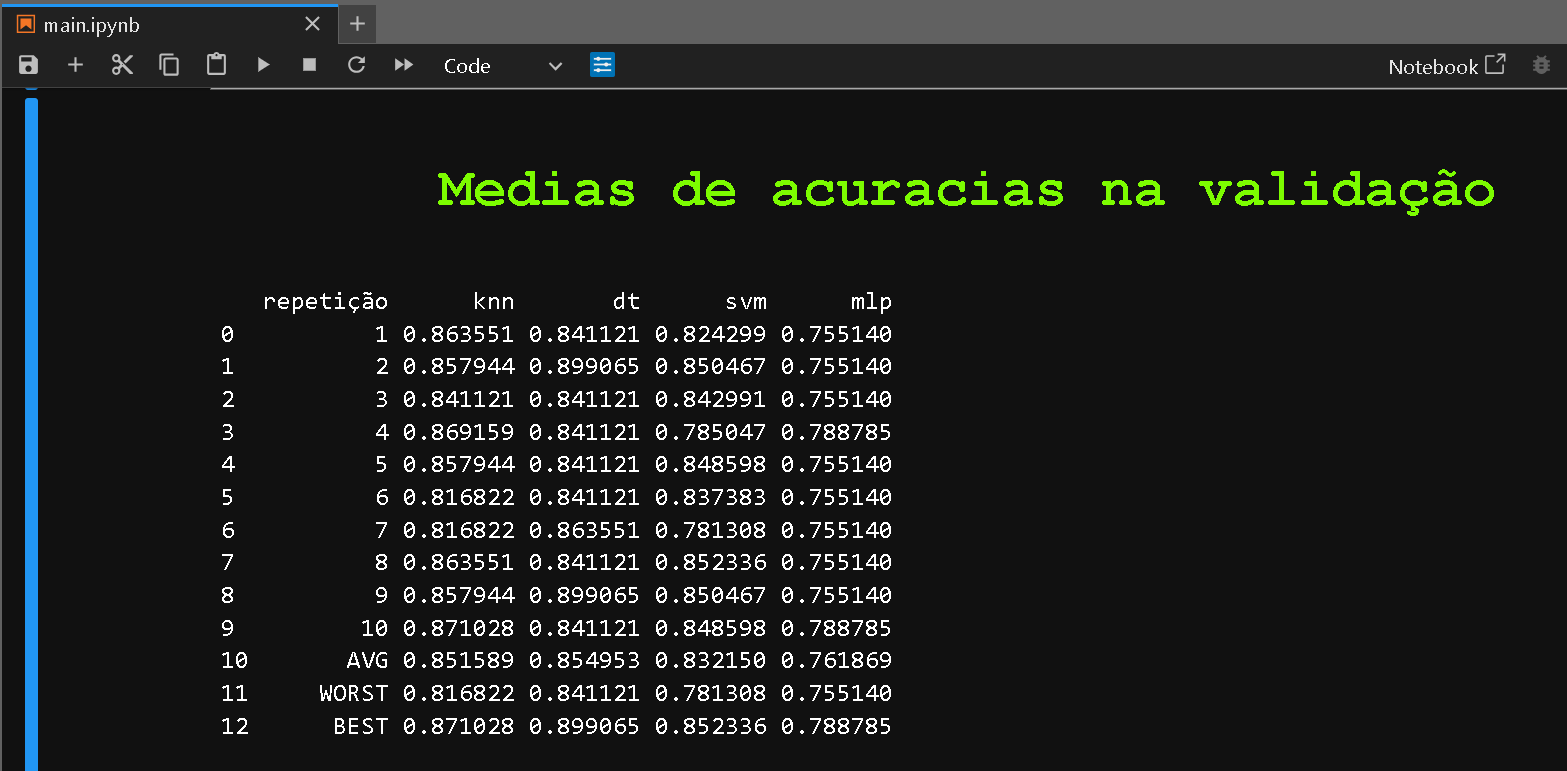 main.ipynb
Code
Notebook
Medias de acuracias na validação
repetição knn dt svm mlp
0 1 0.863551 0.841121 0.824299 0.755140
1 2 0.857944 0.899065 0.850467 0.755140
2 3 0.841121 0.841121 0.842991 0.755140
3 4 0.869159 0.841121 0.785047 0.788785
4 5 0.857944 0.841121 0.848598 0.755140
5 6 0.816822 0.841121 0.837383 0.755140
6 7 0.816822 0.863551 0.781308 0.755140
7 8 0.863551 0.841121 0.852336 0.755140
8 9 0.857944 0.899065 0.850467 0.755140
9 10 0.871028 0.841121 0.848598 0.788785
10 AVG 0.851589 0.854953 0.832150 0.761869
11 WORST 0.816822 0.841121 0.781308 0.755140
12 BEST 0.871028 0.899065 0.852336 0.788785